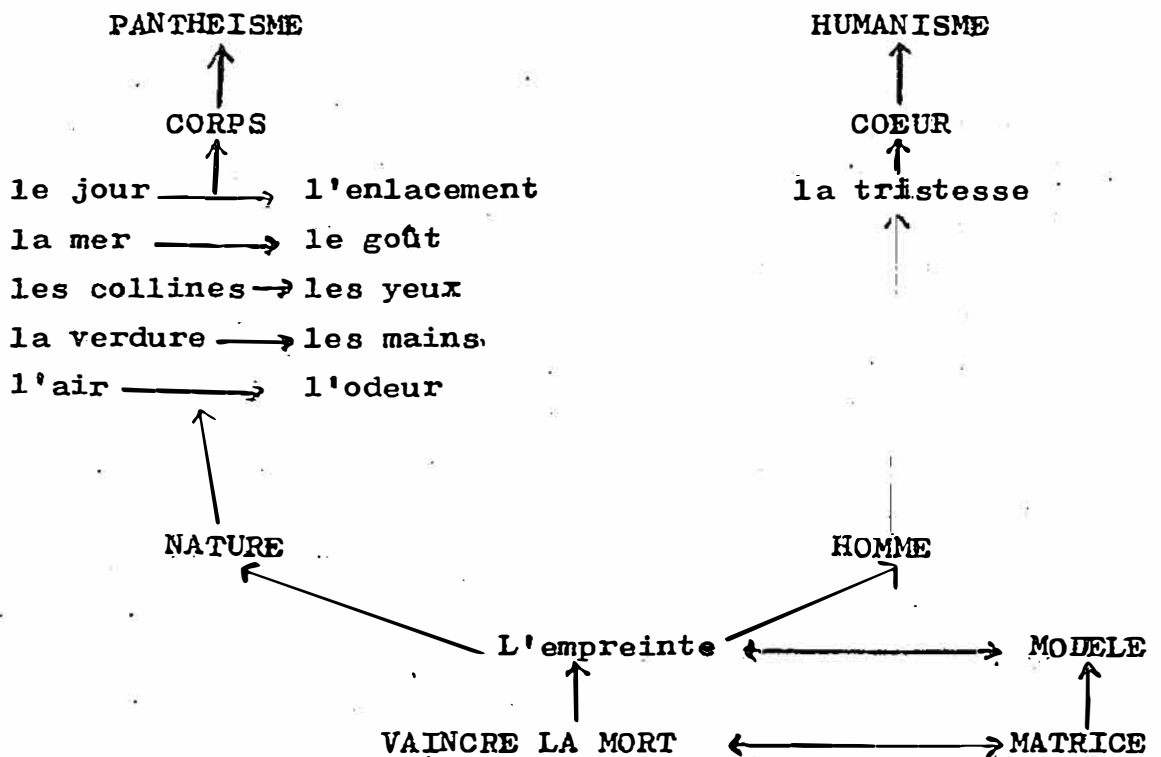 PANTHEISME HUMANISME
CORPS COEUR
le jour l'enlacement la tristesse
la mer le goût
les collines les yeux
la verdure les mains
l'air l'odeur
NATURE HOMME
L'empreinte MODELE
VAINCRE LA MORT MATRICE